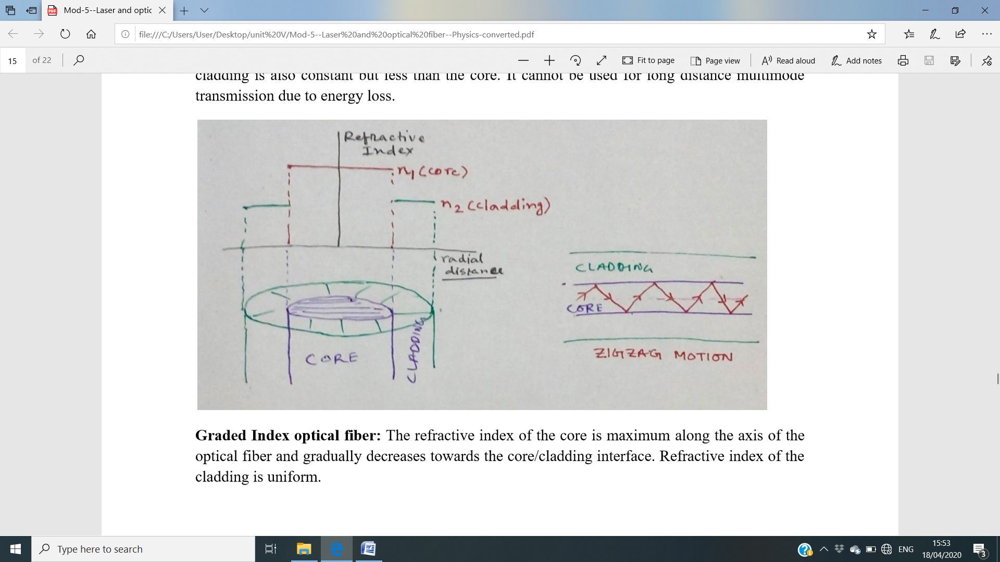 Mod-5--Laser and optic
file:///C:/Users/User/Desktop/unit%20V/Mod-5--Laser%20and%20optical%20fiber--Physics-converted.pdf
15 of 22
Fit to page
Page view
Read aloud
Add notes
cladding is also constant but less than the core. It cannot be used for long distance multimode
transmission due to energy loss.
Refractive
Index
n1 (core)
n2 (cladding)
radial
distance
CORE
CLADDING
CLADDING
CORE
ZIGZAG MOTION
Graded Index optical fiber: The refractive index of the core is maximum along the axis of the
optical fiber and gradually decreases towards the core/cladding interface. Refractive index of the
cladding is uniform.
Type here to search
ENG
15:53
18/04/2020
3